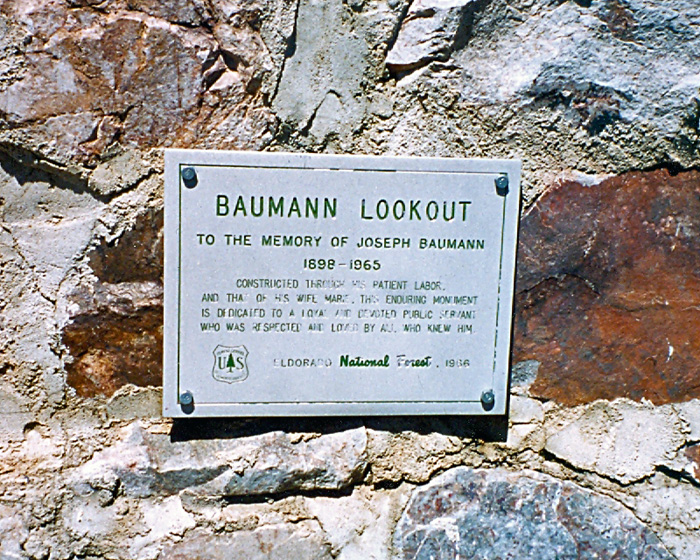 BAUMANN LOOKOUT
TO THE MEMORY OF JOSEPH BAUMANN
1898-1965
CONSTRUCTED THROUGH HIS PATIENT LABOR,
AND THAT OF HIS WIFE MARIE, THIS ENDURING MONUMENT
IS DEDICATED TO A LOYAL AND DEVOTED PUBLIC SERVANT
WHO WAS RESPECTED AND LOVED BY ALL WHO KNEW HIM.
U S
ELDORADO National Forest, 1966